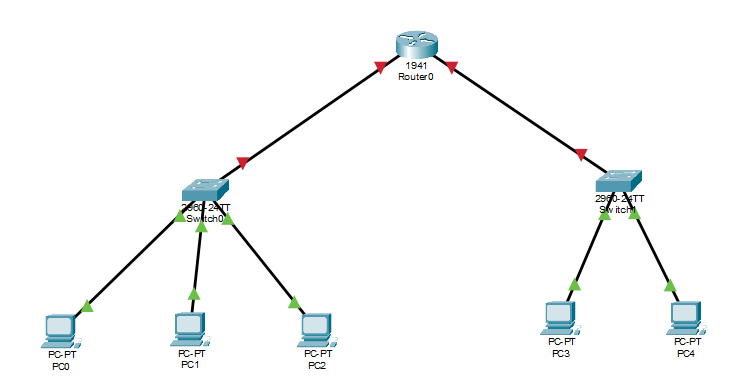 1941
Router0
2960-24TT
Switch0
2960-24TT
Switch1
PC-PT
PC0
PC-PT
PC1
PC-PT
PC2
PC-PT
PC3
PC-PT
PC4